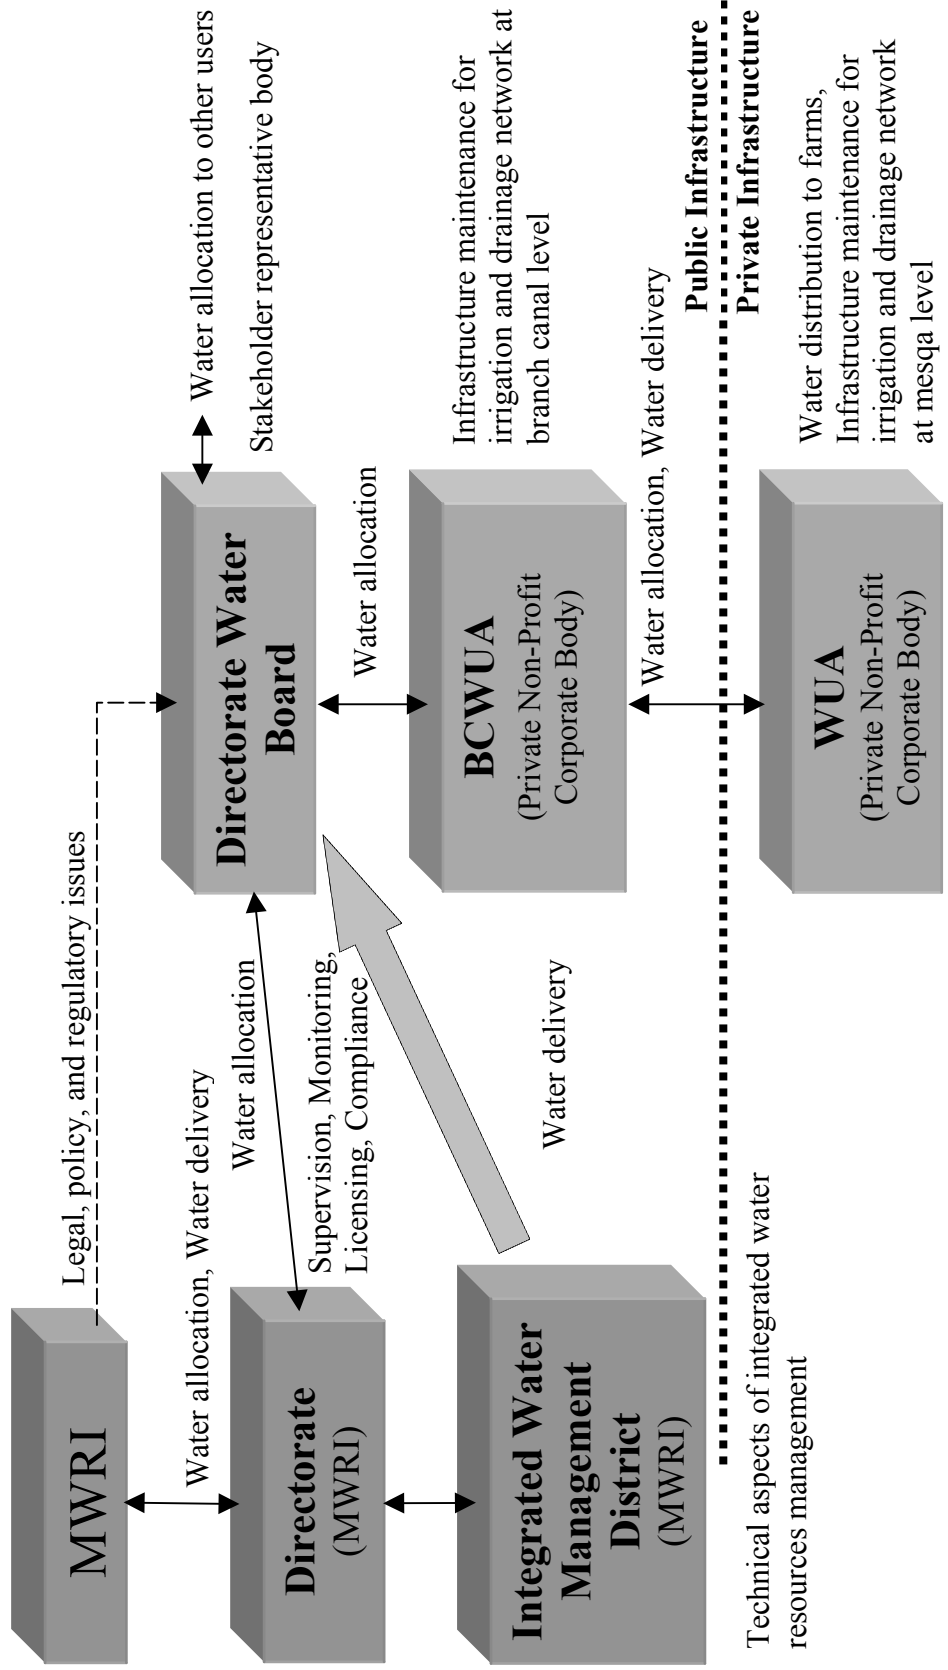 MWRI
Legal, policy, and regulatory issues
Water allocation, Water delivery
Directorate
(MWRI)
Water allocation
Supervision, Monitoring,
Licensing, Compliance
Integrated Water
Management
District
(MWRI)
Water delivery
Technical aspects of integrated water
resources management
Directorate Water
Board
Water allocation to other users
Stakeholder representative body
Water allocation
BCWUA
(Private Non-Profit
Corporate Body)
Infrastructure maintenance for
irrigation and drainage network at
branch canal level
Water allocation, Water delivery
Public Infrastructure
Private Infrastructure
WUA
(Private Non-Profit
Corporate Body)
Water distribution to farms,
Infrastructure maintenance for
irrigation and drainage network
at mesqa level